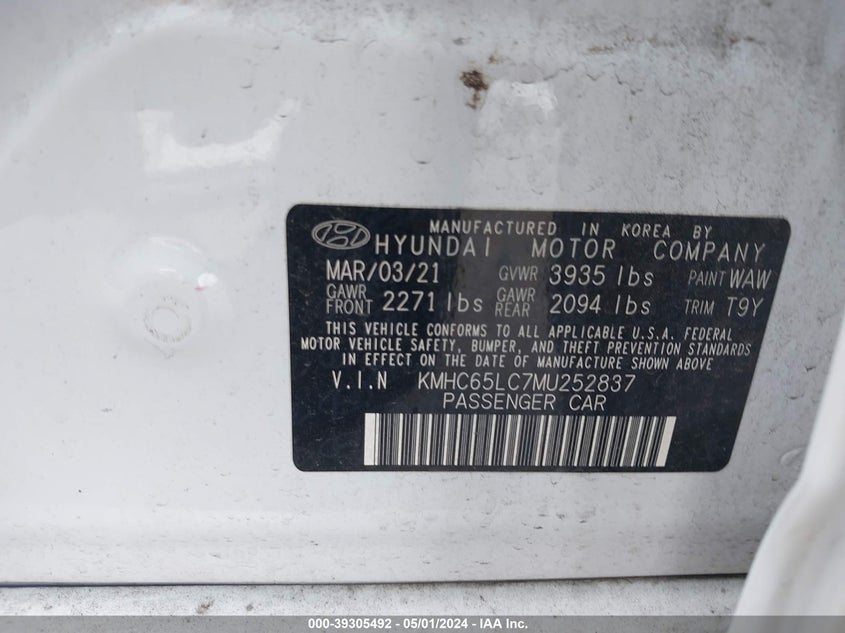 MANUFACTURED IN KOREA BY
HYUNDAI MOTOR COMPANY
MAR/03/21 GVWR 3935 lbs PAINT WAW
GAWR FRONT 2271 lbs GAWR REAR 2094 lbs TRIM T9Y
THIS VEHICLE CONFORMS TO ALL APPLICABLE U.S.A. FEDERAL
MOTOR VEHICLE SAFETY, BUMPER, AND THEFT PREVENTION STANDARDS
IN EFFECT ON THE DATE OF MANUFACTURE SHOWN ABOVE
V.I.N KMHC65LC7MU252837
PASSENGER CAR
000-39305492 - 05/01/2024 - IAA Inc.